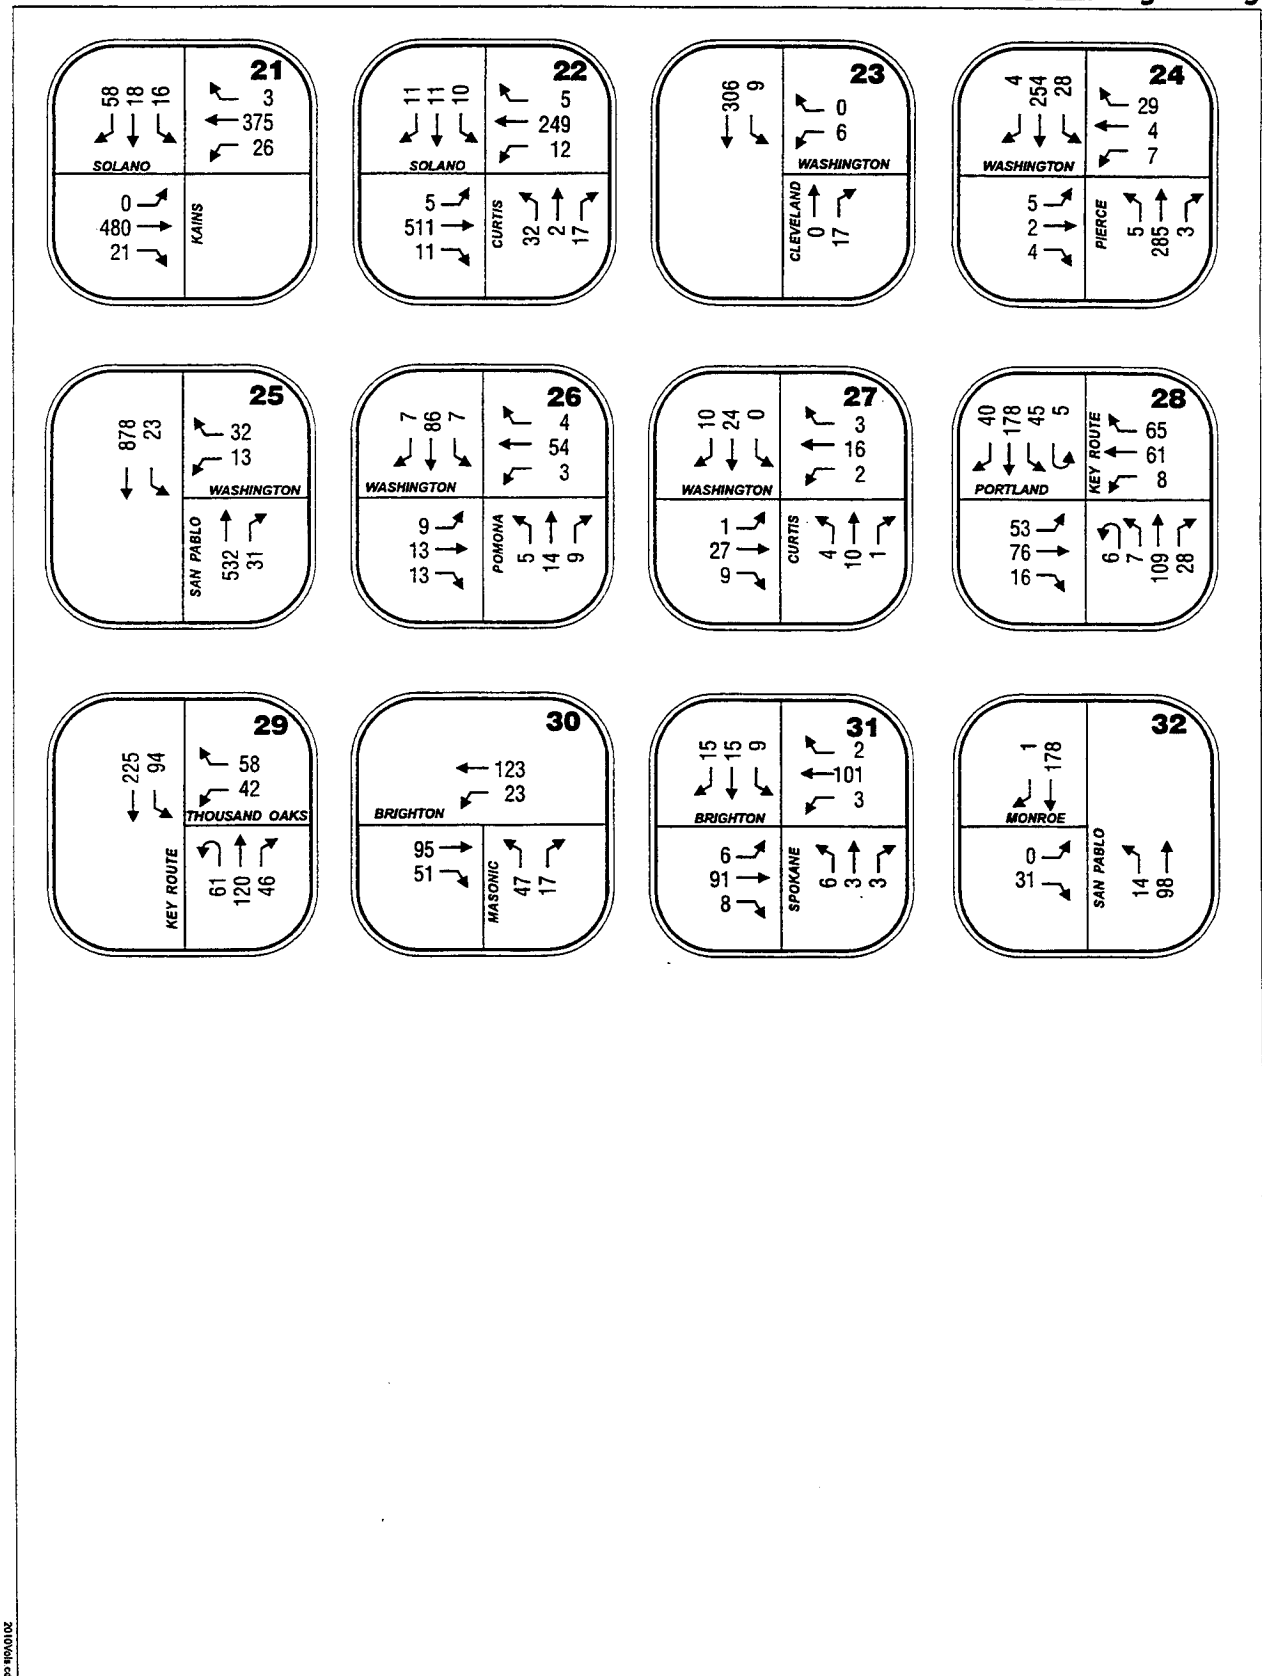 21
58 18 16
3
375
26
SOLANO
0
480
21
KAINS
22
11 11 10
5
249
12
SOLANO
5
511
11
CURTIS
32 2 17
23
306 9
0
6
WASHINGTON
CLEVELAND
0 17
24
4 254 28
29
4
7
WASHINGTON
5
2
4
PIERCE
5 285 3
25
878 23
32
13
WASHINGTON
SAN PABLO
532 31
26
7 86 7
4
54
3
WASHINGTON
9
13
13
POMONA
5 14 9
27
10 24 0
3
16
2
WASHINGTON
1
27
9
CURTIS
4 10 1
28
40 178 45 5
KEY ROUTE
65
61
8
PORTLAND
53
76
16
6 7 109 28
29
225 94
58
42
THOUSAND OAKS
KEY ROUTE
61 120 46
30
123
23
BRIGHTON
95
51
MASONIC
47 17
31
15 15 9
2
101
3
BRIGHTON
6
91
8
SPOKANE
6 3 3
32
1 178
MONROE
0
31
SAN PABLO
14 98